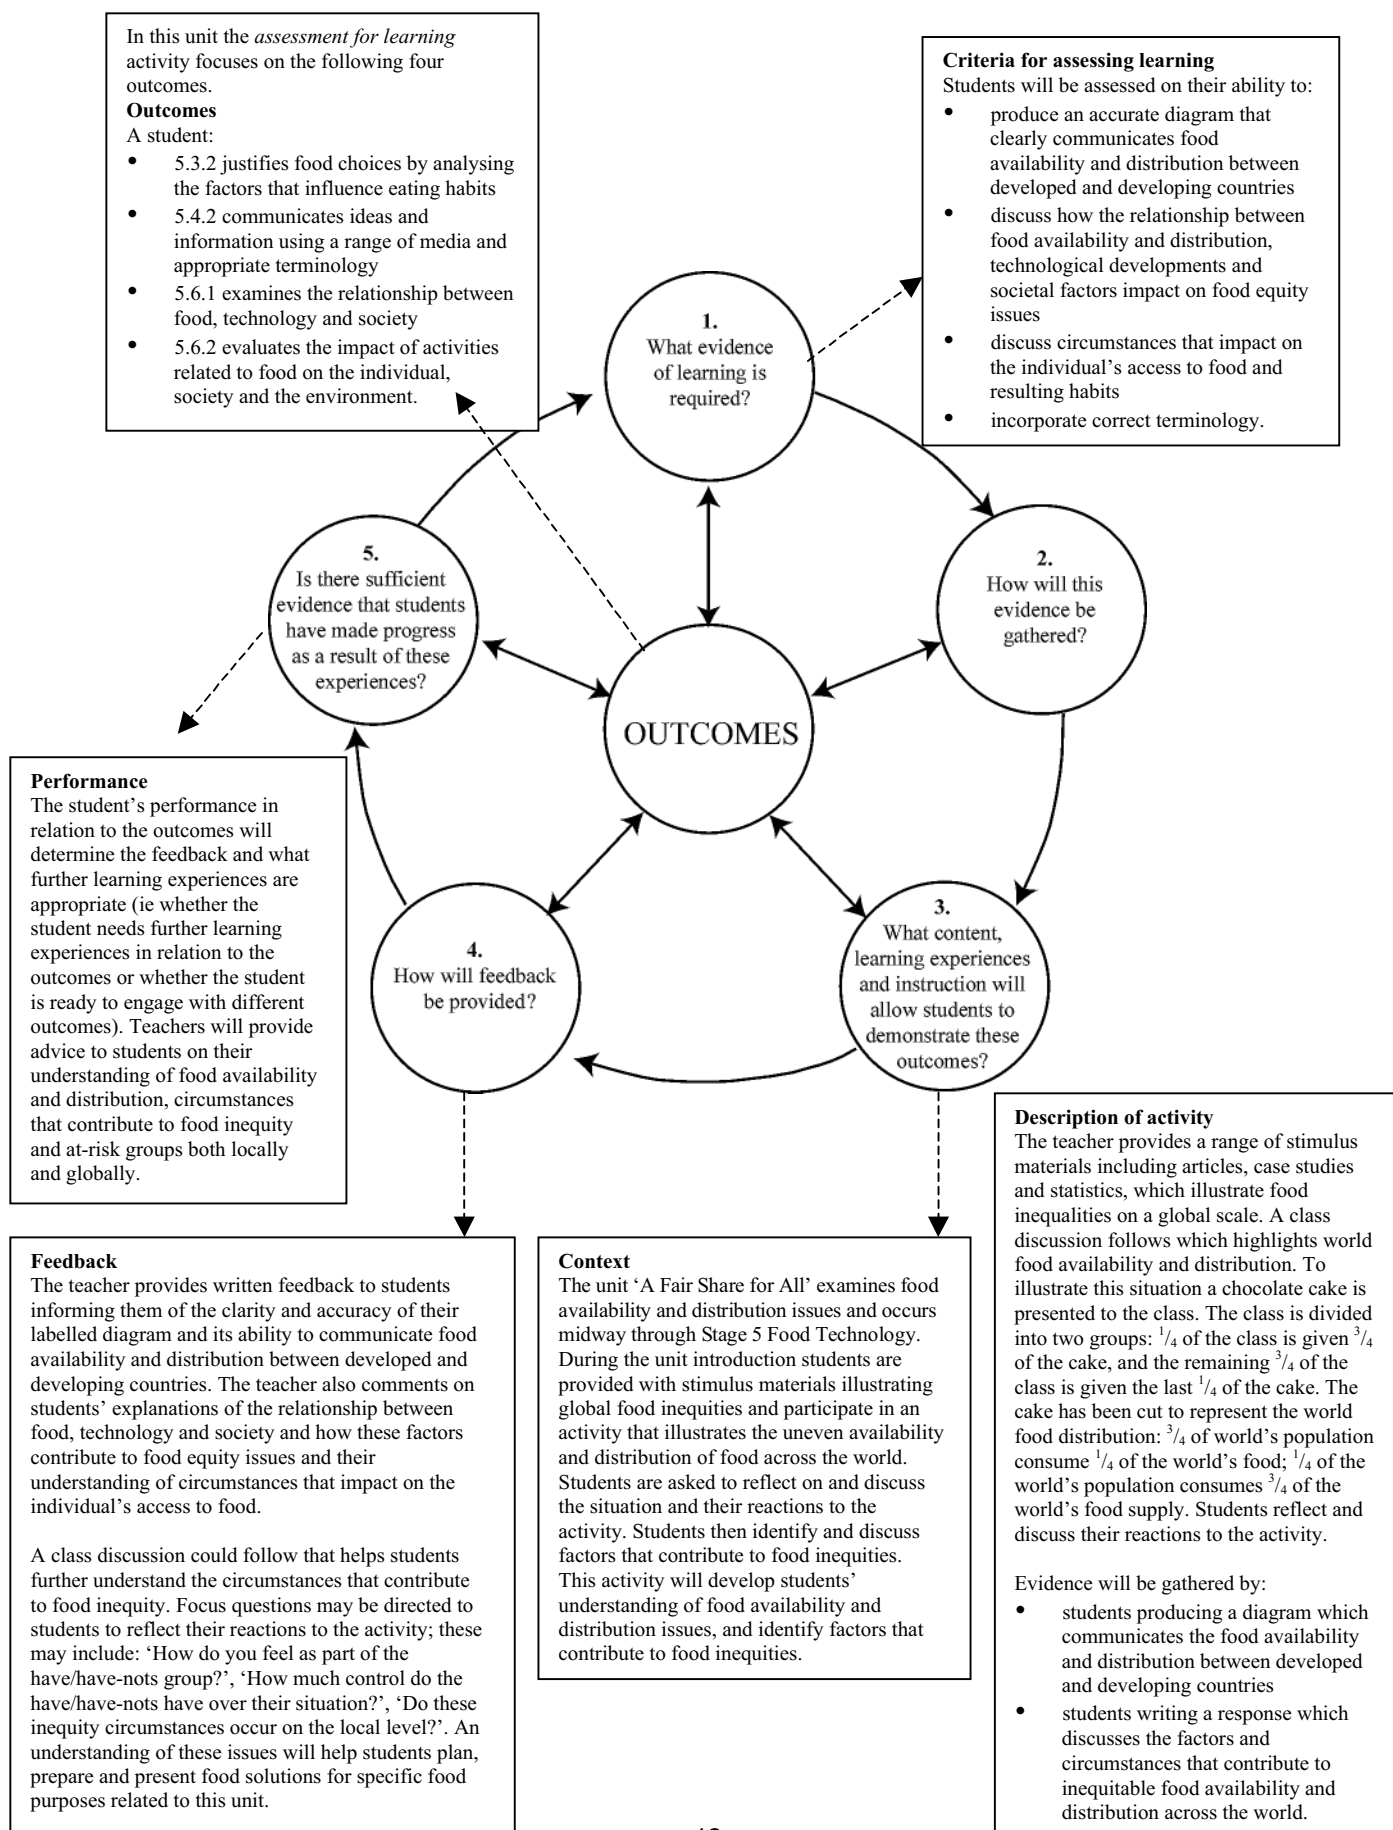 In this unit the assessment for learning
activity focuses on the following four
outcomes.
Outcomes
A student:
• 5.3.2 justifies food choices by analysing
the factors that influence eating habits
• 5.4.2 communicates ideas and
information using a range of media and
appropriate terminology
• 5.6.1 examines the relationship between
food, technology and society
• 5.6.2 evaluates the impact of activities
related to food on the individual,
society and the environment.
Criteria for assessing learning
Students will be assessed on their ability to:
• produce an accurate diagram that
clearly communicates food
availability and distribution between
developed and developing countries
• discuss how the relationship between
food availability and distribution,
technological developments and
societal factors impact on food equity
issues
• discuss circumstances that impact on
the individual's access to food and
resulting habits
• incorporate correct terminology.
1.
What evidence
of learning is
required?
2.
How will this
evidence be
gathered?
5.
Is there sufficient
evidence that students
have made progress
as a result of these
experiences?
OUTCOMES
4.
How will feedback
be provided?
3.
What content,
learning experiences
and instruction will
allow students to
demonstrate these
outcomes?
Performance
The student's performance in
relation to the outcomes will
determine the feedback and what
further learning experiences are
appropriate (ie whether the
student needs further learning
experiences in relation to the
outcomes or whether the student
is ready to engage with different
outcomes). Teachers will provide
advice to students on their
understanding of food availability
and distribution, circumstances
that contribute to food inequity
and at-risk groups both locally
and globally.
Feedback
The teacher provides written feedback to students
informing them of the clarity and accuracy of their
labelled diagram and its ability to communicate food
availability and distribution between developed and
developing countries. The teacher also comments on
students' explanations of the relationship between
food, technology and society and how these factors
contribute to food equity issues and their
understanding of circumstances that impact on the
individual's access to food.
A class discussion could follow that helps students
further understand the circumstances that contribute
to food inequity. Focus questions may be directed to
students to reflect their reactions to the activity; these
may include: 'How do you feel as part of the
have/have-nots group?', 'How much control do the
have/have-nots have over their situation?', 'Do these
inequity circumstances occur on the local level?'. An
understanding of these issues will help students plan,
prepare and present food solutions for specific food
purposes related to this unit.
Context
The unit 'A Fair Share for All' examines food
availability and distribution issues and occurs
midway through Stage 5 Food Technology.
During the unit introduction students are
provided with stimulus materials illustrating
global food inequities and participate in an
activity that illustrates the uneven availability
and distribution of food across the world.
Students are asked to reflect on and discuss
the situation and their reactions to the
activity. Students then identify and discuss
factors that contribute to food inequities.
This activity will develop students'
understanding of food availability and
distribution issues, and identify factors that
contribute to food inequities.
Description of activity
The teacher provides a range of stimulus
materials including articles, case studies
and statistics, which illustrate food
inequalities on a global scale. A class
discussion follows which highlights world
food availability and distribution. To
illustrate this situation a chocolate cake is
presented to the class. The class is divided
into two groups: 1/4 of the class is given 3/4
of the cake, and the remaining 3/4 of the
class is given the last 1/4 of the cake. The
cake has been cut to represent the world
food distribution: 3/4 of world's population
consume 1/4 of the world's food; 1/4 of the
world's population consumes 3/4 of the
world's food supply. Students reflect and
discuss their reactions to the activity.
Evidence will be gathered by:
• students producing a diagram which
communicates the food availability
and distribution between developed
and developing countries
• students writing a response which
discusses the factors and
circumstances that contribute to
inequitable food availability and
distribution across the world.